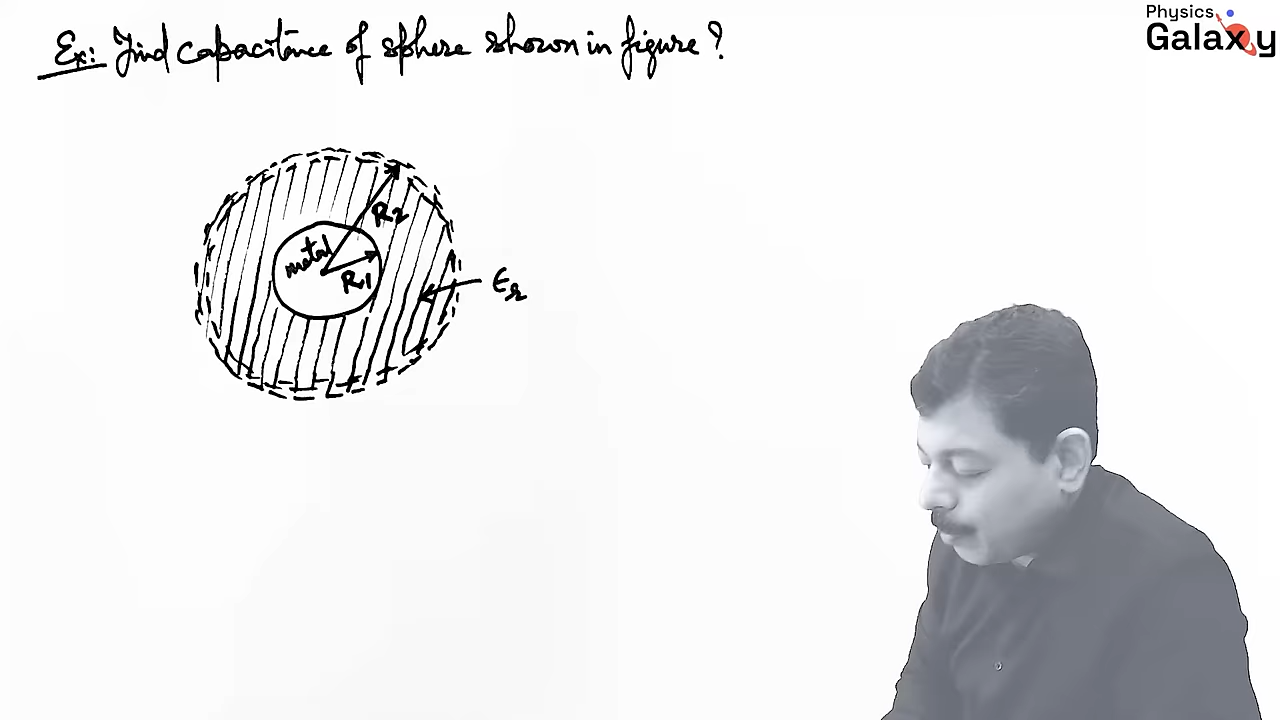 Ex: Find capacitance of sphere shown in figure ?
Physics
Galaxy
R2
metal
R1
εr